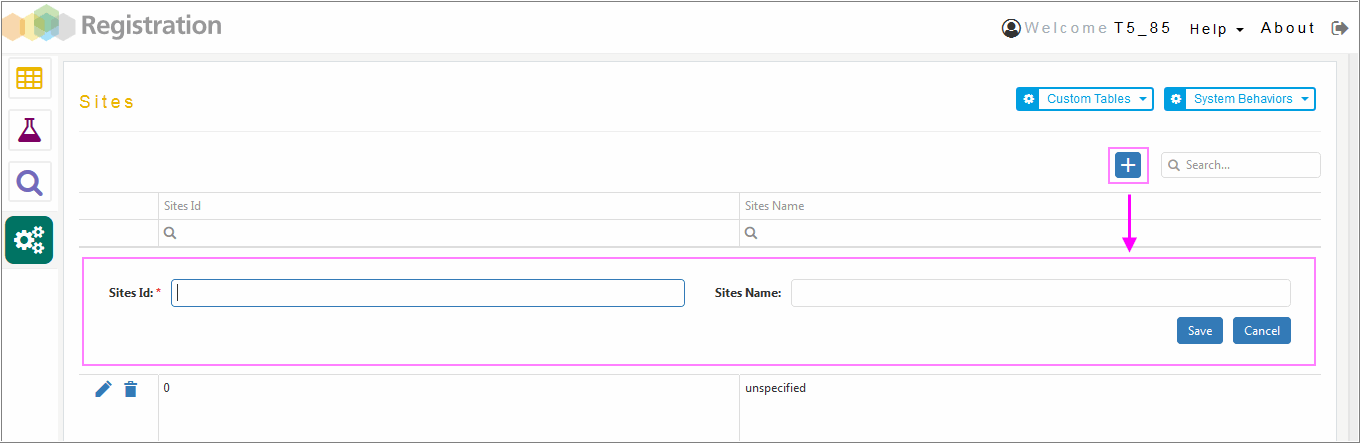 Registration
Welcome T5_85 Help About
Sites
Custom Tables System Behaviors
Search...
Sites Id Sites Name
Sites Id: * Sites Name:
Save Cancel
0 unspecified